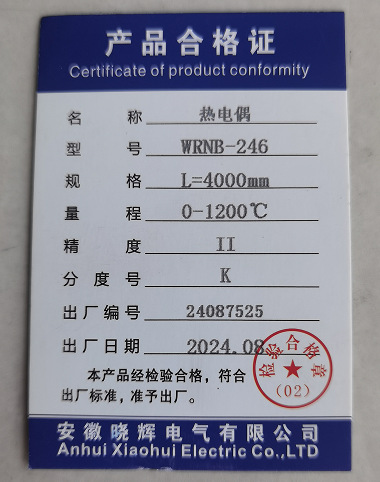 产品合格证
Certificate of product conformity
名称 热电偶
型号 WRNB-246
规格 L=4000mm
量程 0-1200℃
精度 II
分度号 K
出厂编号 24087525
出厂日期 2024.08
检验合格章
(02)
本产品经检验合格，符合
出厂标准，准予出厂。
安徽晓辉电气有限公司
Anhui Xiaohui Electric Co.,LTD